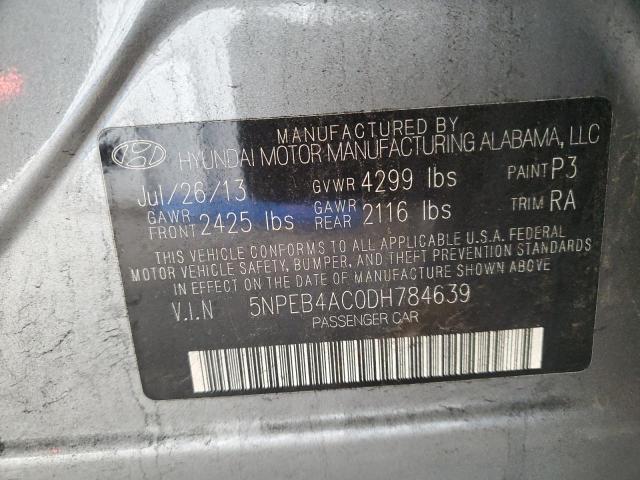 MANUFACTURED BY
HYUNDAI MOTOR MANUFACTURING ALABAMA, LLC
Jul/26/13 GVWR 4299 lbs PAINT P3
GAWR FRONT 2425 lbs GAWR REAR 2116 lbs TRIM RA
THIS VEHICLE CONFORMS TO ALL APPLICABLE U.S.A. FEDERAL
MOTOR VEHICLE SAFETY, BUMPER, AND THEFT PREVENTION STANDARDS
IN EFFECT ON THE DATE OF MANUFACTURE SHOWN ABOVE
V.I.N 5NPEB4AC0DH784639
PASSENGER CAR